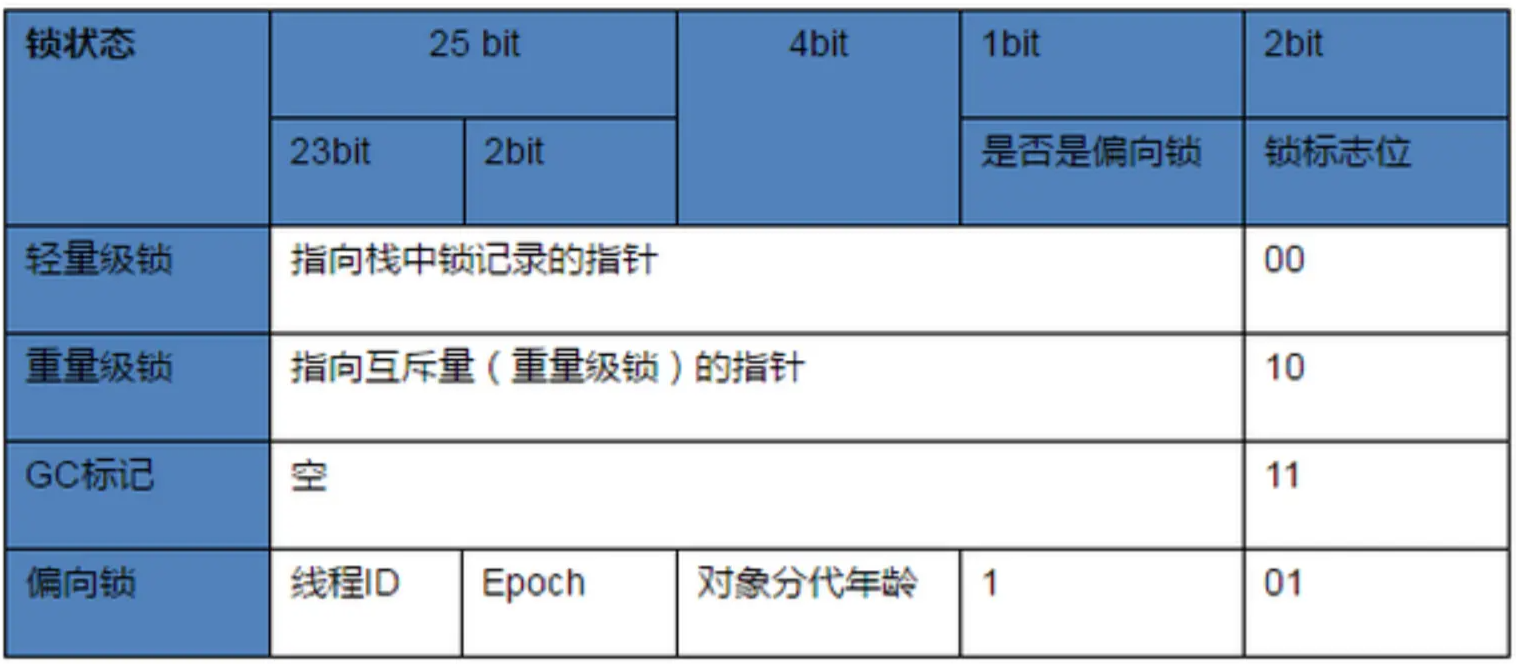 锁状态 25 bit 4bit 1bit 2bit
23bit 2bit 是否是偏向锁 锁标志位
轻量级锁 指向栈中锁记录的指针 00
重量级锁 指向互斥量（重量级锁）的指针 10
GC标记 空 11
偏向锁 线程ID Epoch 对象分代年龄 1 01